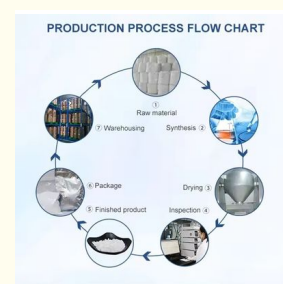 PRODUCTION PROCESS FLOW CHART
①
Raw material
Synthesis ②
Drying ③
Inspection ④
⑤ Finished product
⑥ Package
⑦ Warehousing